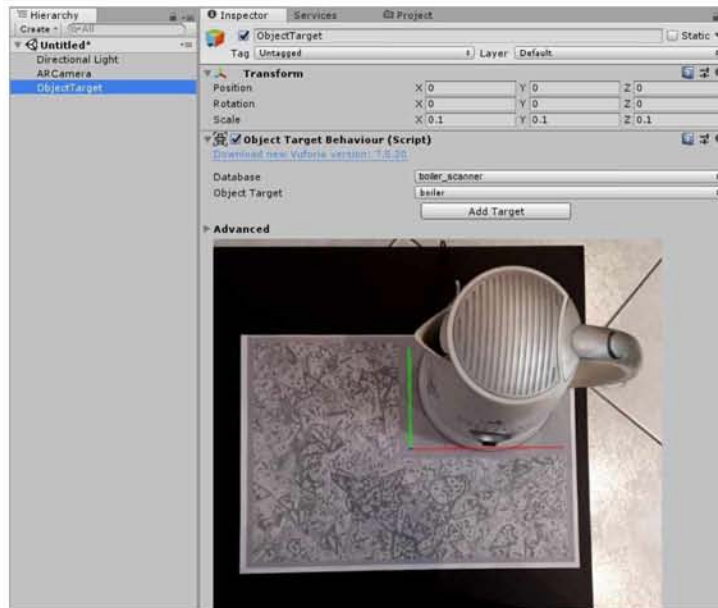 Hierarchy
Create
All
Untitled*
Directional Light
ARCamera
ObjectTarget
Inspector
Services
Project
ObjectTarget
Static
Tag Untagged
Layer Default
Transform
Position X 0 Y 0 Z 0
Rotation X 0 Y 0 Z 0
Scale X 0.1 Y 0.1 Z 0.1
Object Target Behaviour (Script)
Download new Vuforia version: 7.0.20
Database boiler_scanner
Object Target boiler
Add Target
Advanced